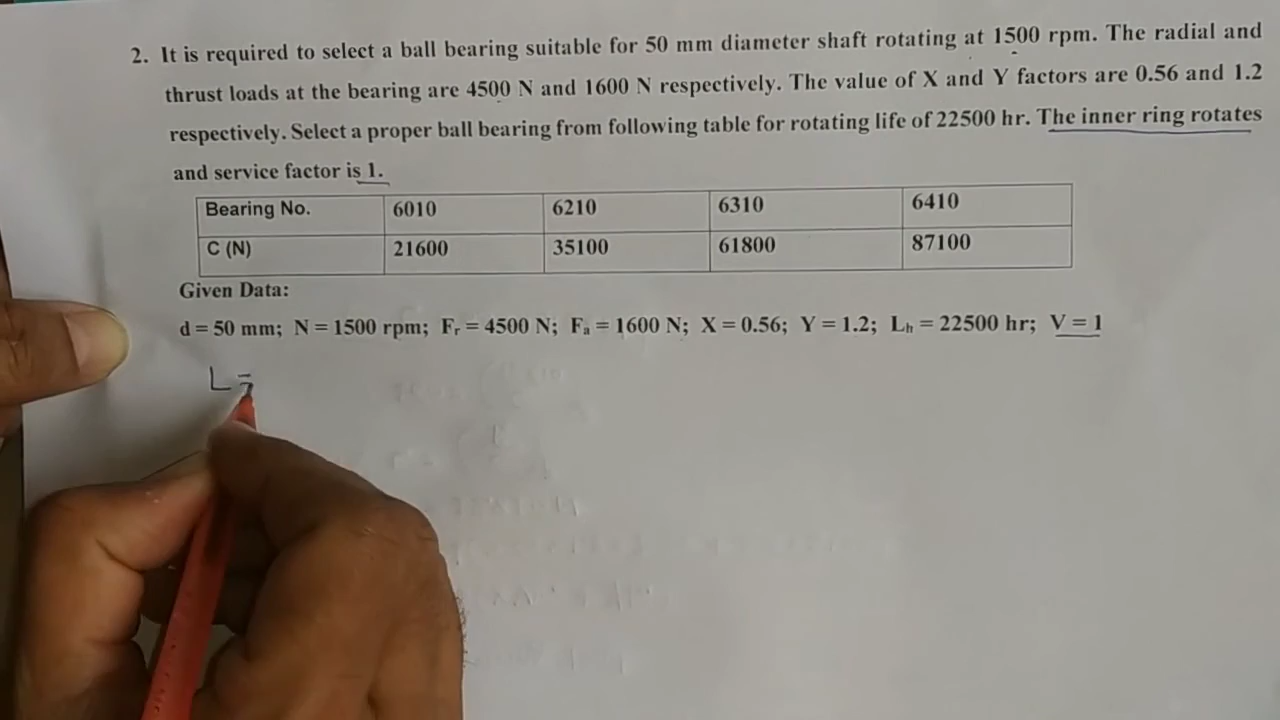 2. It is required to select a ball bearing suitable for 50 mm diameter shaft rotating at 1500 rpm. The radial and
thrust loads at the bearing are 4500 N and 1600 N respectively. The value of X and Y factors are 0.56 and 1.2
respectively. Select a proper ball bearing from following table for rotating life of 22500 hr. The inner ring rotates
and service factor is 1.
Bearing No. 6010 6210 6310 6410
C (N) 21600 35100 61800 87100
Given Data:
d = 50 mm; N = 1500 rpm; Fr = 4500 N; Fa = 1600 N; X = 0.56; Y = 1.2; Lh = 22500 hr; V = 1
L =